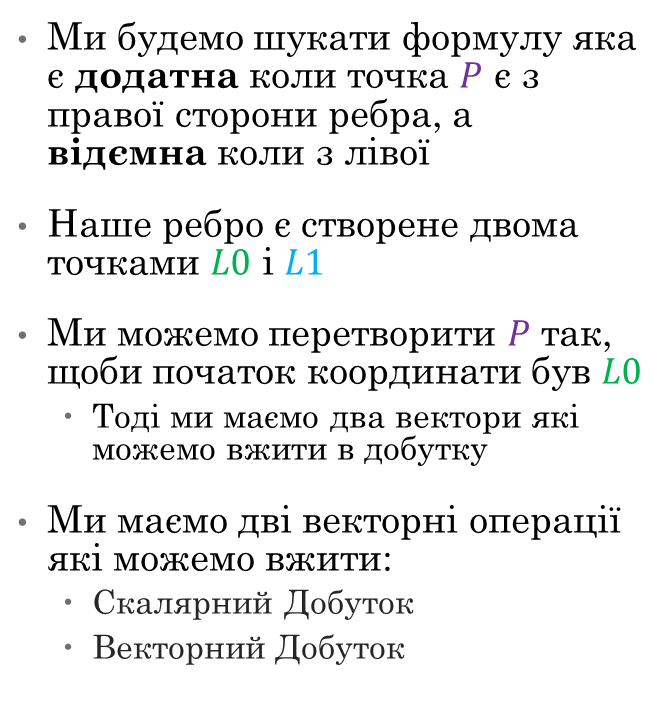 • Ми будемо шукати формулу яка
є додатна коли точка P є з
правої сторони ребра, а
відємна коли з лівої
• Наше ребро є створене двома
точками L0 і L1
• Ми можемо перетворити P так,
щоби початок координати був L0
• Тоді ми маємо два вектори які
можемо вжити в добутку
• Ми маємо дві векторні операції
які можемо вжити:
• Скалярний Добуток
• Векторний Добуток